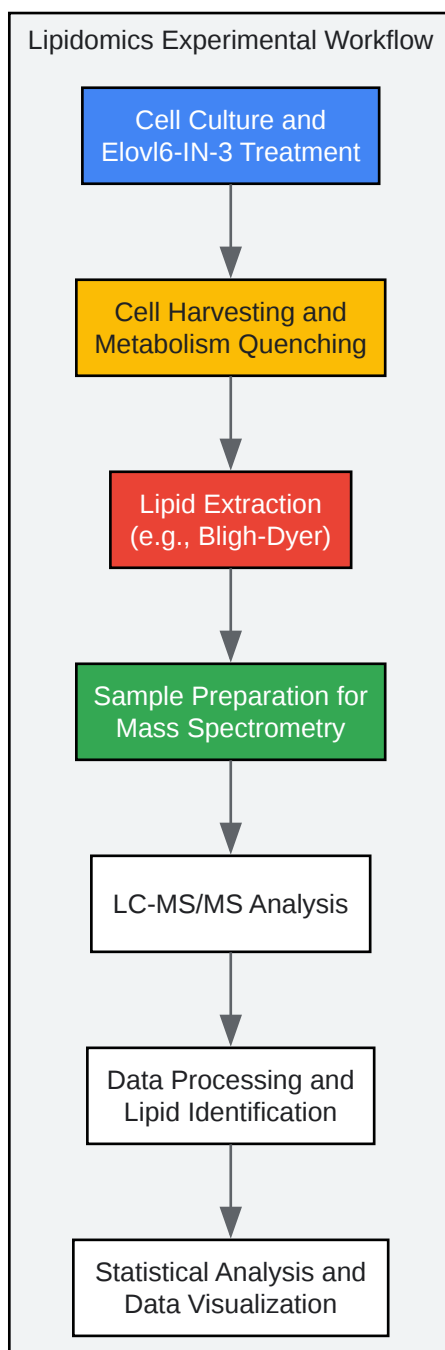 Lipidomics Experimental Workflow
Cell Culture and
Elovl6-IN-3 Treatment
Cell Harvesting and
Metabolism Quenching
Lipid Extraction
(e.g., Bligh-Dyer)
Sample Preparation for
Mass Spectrometry
LC-MS/MS Analysis
Data Processing and
Lipid Identification
Statistical Analysis and
Data Visualization